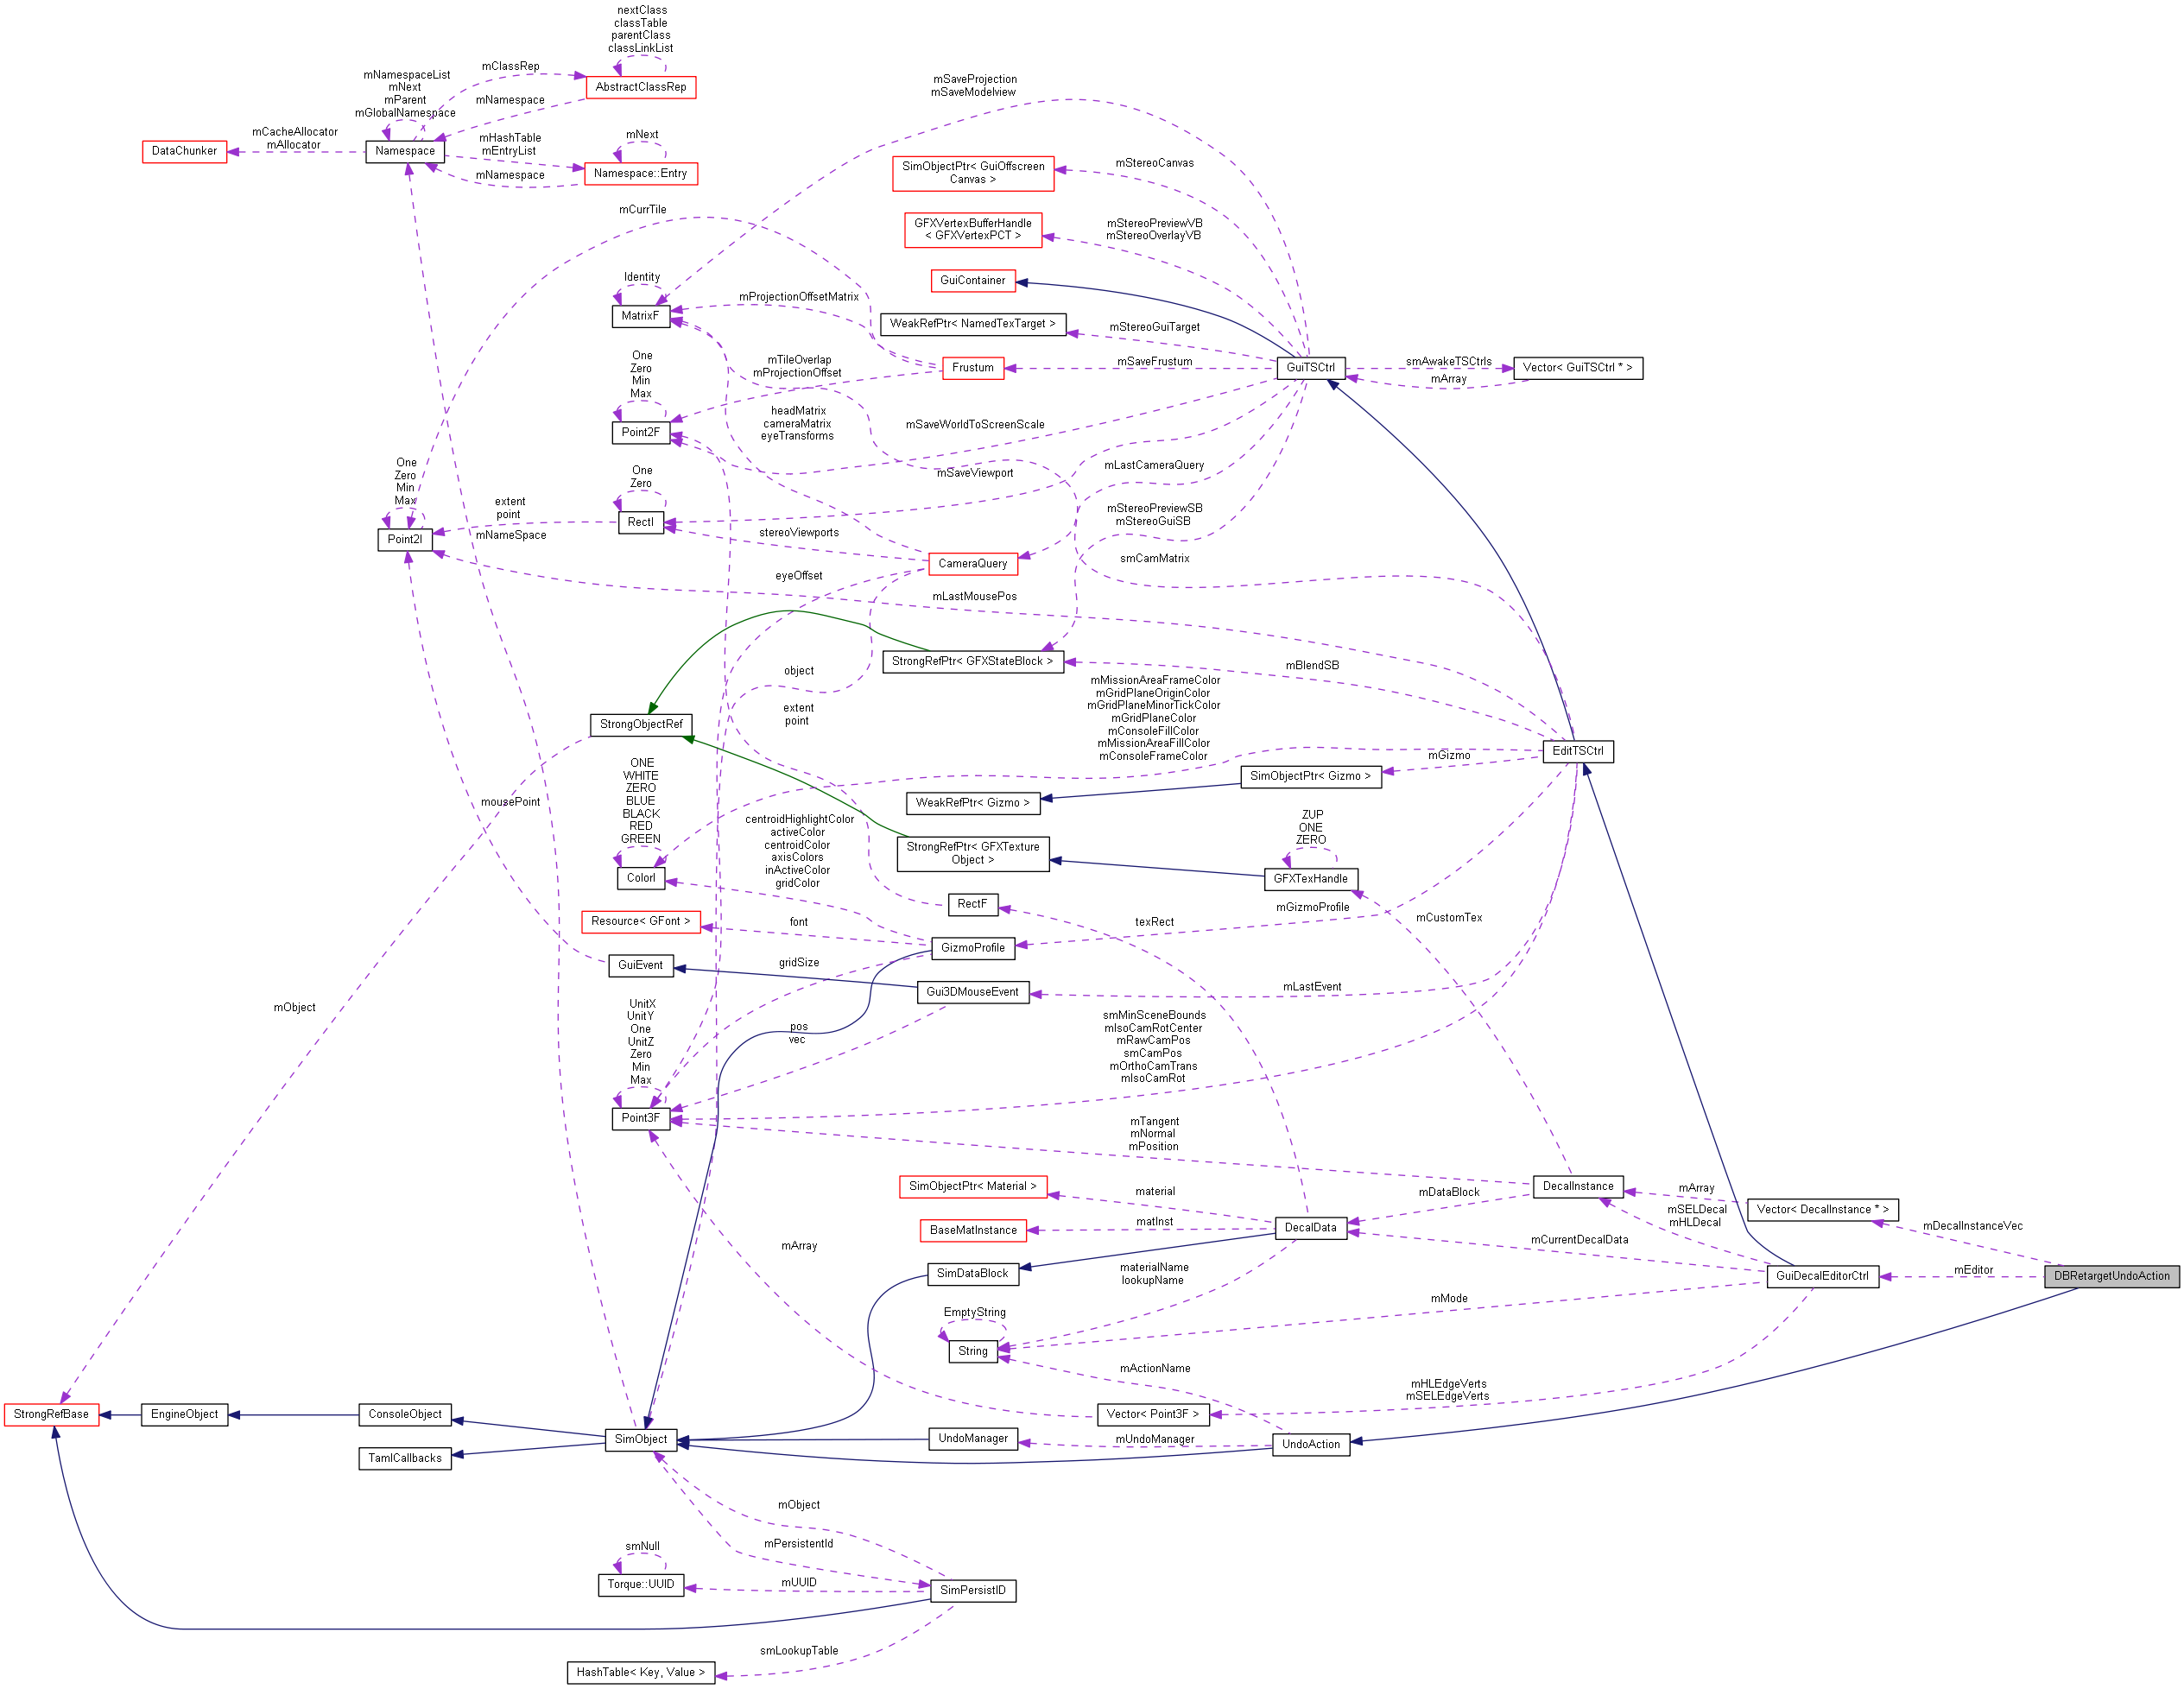 nextClass
classTable
parentClass
classLinkList
mClassRep
AbstractClassRep
mNamespaceList
mNext
mParent
mGlobalNamespace
mNamespace
mCacheAllocator
mAllocator
DataChunker
Namespace
mHashTable
mEntryList
mNext
mNamespace
Namespace::Entry
mSaveProjection
mSaveModelview
SimObjectPtr< GuiOffscreen
Canvas >
mStereoCanvas
mCurrTile
GFXVertexBufferHandle
< GFXVertexPCT >
mStereoPreviewVB
mStereoOverlayVB
GuiContainer
Identity
MatrixF
mProjectionOffsetMatrix
WeakRefPtr< NamedTexTarget >
mStereoGuiTarget
One
Zero
Min
Max
Point2F
mTileOverlap
mProjectionOffset
Frustum
mSaveFrustum
GuiTSCtrl
smAwakeTSCtrls
mArray
Vector< GuiTSCtrl * >
headMatrix
cameraMatrix
eyeTransforms
mSaveWorldToScreenScale
One
Zero
Min
Max
Point2I
extent
point
One
Zero
RectI
mSaveViewport
mLastCameraQuery
mNameSpace
stereoViewports
mStereoPreviewSB
mStereoGuiSB
CameraQuery
smCamMatrix
eyeOffset
mLastMousePos
StrongRefPtr< GFXStateBlock >
mBlendSB
object
extent
point
StrongObjectRef
mMissionAreaFrameColor
mGridPlaneOriginColor
mGridPlaneMinorTickColor
mGridPlaneColor
mConsoleFillColor
mMissionAreaFillColor
mConsoleFrameColor
EditTSCtrl
mGizmo
SimObjectPtr< Gizmo >
WeakRefPtr< Gizmo >
mousePoint
ONE
WHITE
ZERO
BLUE
BLACK
RED
GREEN
ColorI
centroidHighlightColor
activeColor
centroidColor
axisColors
inActiveColor
gridColor
StrongRefPtr< GFXTexture
Object >
ZUP
ONE
ZERO
GFXTexHandle
Resource< GFont >
font
RectF
texRect
mGizmoProfile
mCustomTex
GizmoProfile
GuiEvent
gridSize
Gui3DMouseEvent
mLastEvent
mObject
UnitX
UnitY
One
UnitZ
Zero
Min
Max
Point3F
pos
vec
smMinSceneBounds
mIsoCamRotCenter
mRawCamPos
smCamPos
mOrthoCamTrans
mIsoCamRot
mTangent
mNormal
mPosition
SimObjectPtr< Material >
material
mDataBlock
DecalInstance
mArray
mSELDecal
mHLDecal
Vector< DecalInstance * >
mDecalInstanceVec
BaseMatInstance
matInst
DecalData
mCurrentDecalData
mArray
SimDataBlock
materialName
lookupName
GuiDecalEditorCtrl
mEditor
DBRetargetUndoAction
EmptyString
String
mMode
mActionName
mHLEdgeVerts
mSELEdgeVerts
StrongRefBase
EngineObject
ConsoleObject
Vector< Point3F >
TamlCallbacks
SimObject
UndoManager
mUndoManager
UndoAction
mObject
mPersistentId
smNull
Torque::UUID
mUUID
SimPersistID
smLookupTable
HashTable< Key, Value >